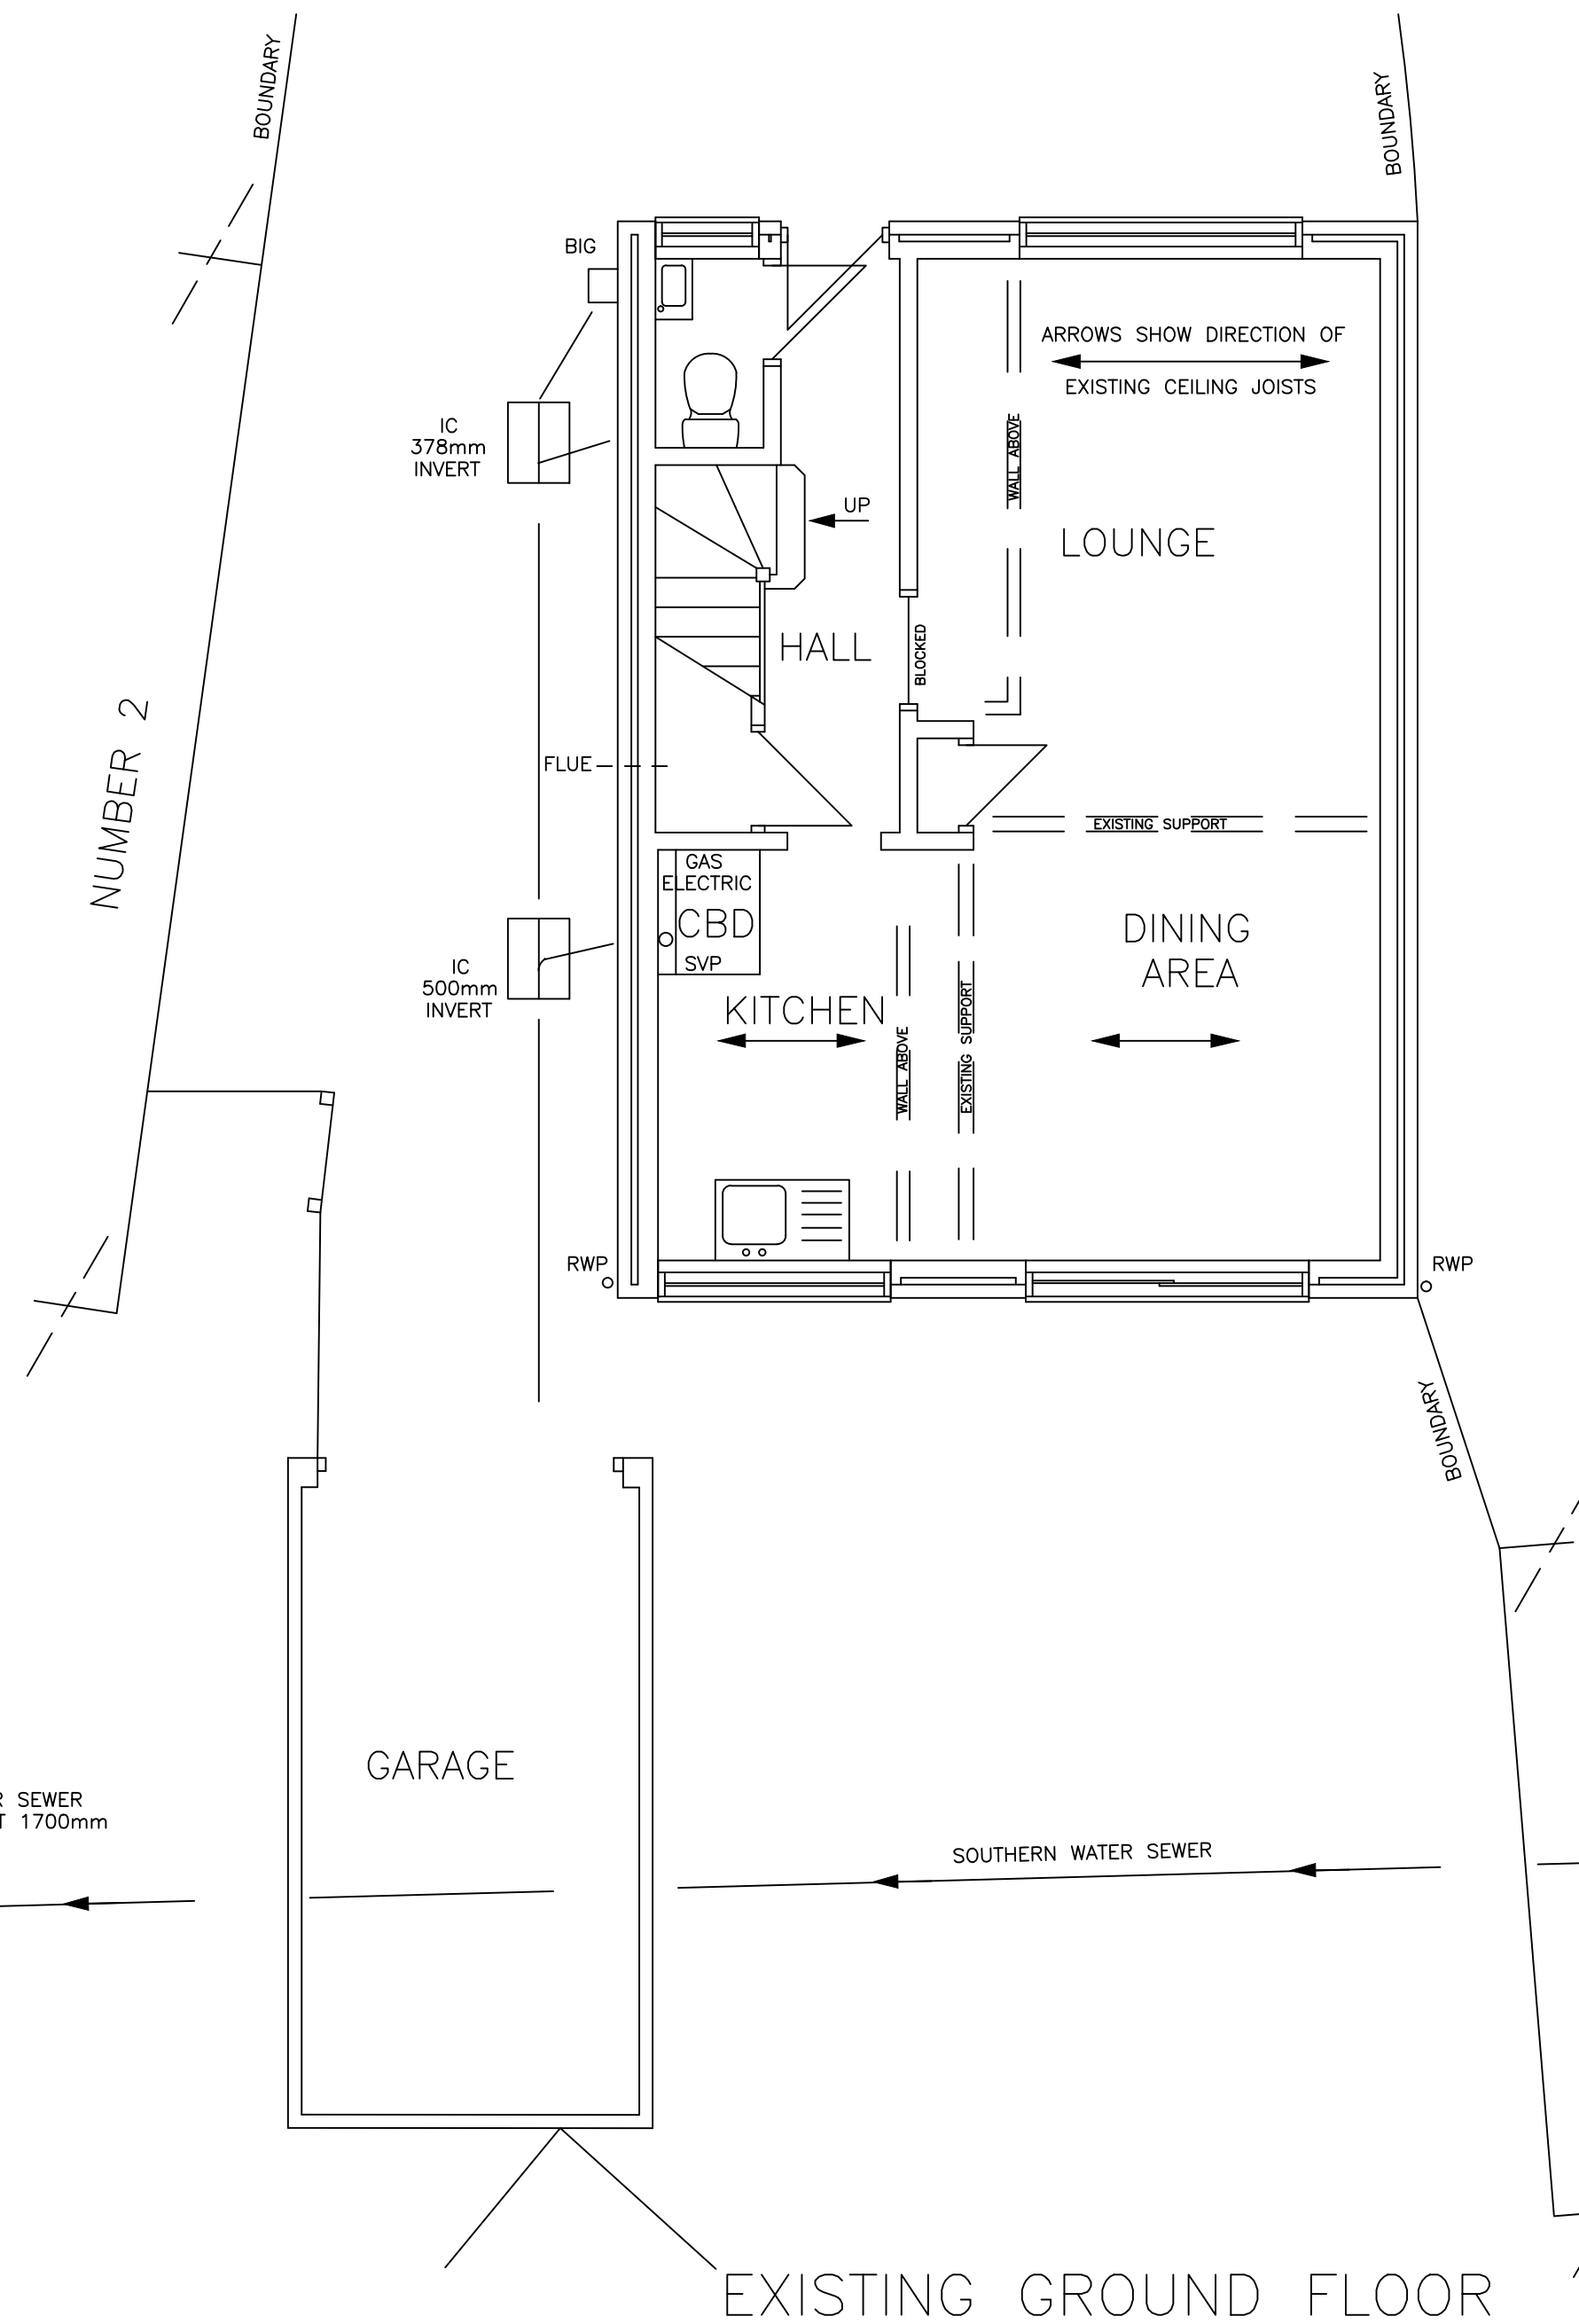 BOUNDARY
BOUNDARY
BIG
ARROWS SHOW DIRECTION OF
EXISTING CEILING JOISTS
IC
378mm
INVERT
WALL ABOVE
UP
LOUNGE
HALL
BLOCKED
NUMBER 2
FLUE
EXISTING SUPPORT
GAS
ELECTRIC
CBD
SVP
DINING
AREA
IC
500mm
INVERT
KITCHEN
WALL ABOVE
EXISTING SUPPORT
RWP
RWP
BOUNDARY
GARAGE
R SEWER
T 1700mm
SOUTHERN WATER SEWER
EXISTING GROUND FLOOR